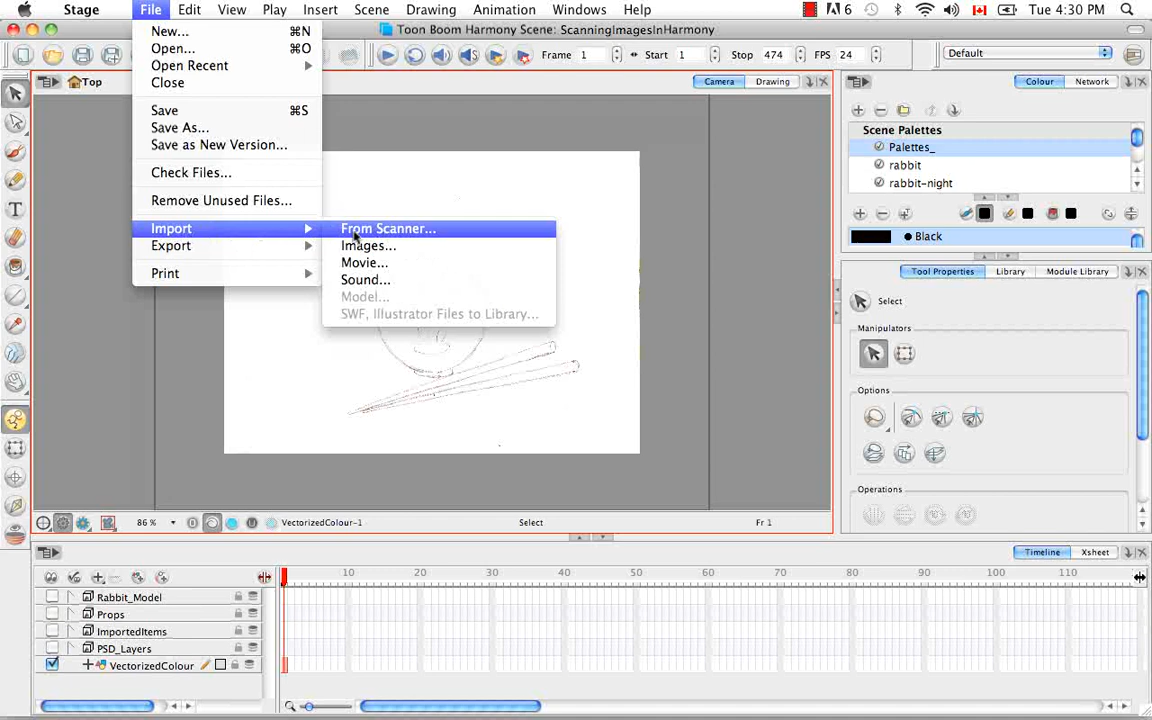 Stage File Edit View Play Insert Scene Drawing Animation Windows Help A 6 Tue 4:30 PM
Toon Boom Harmony Scene: ScanningImagesInHarmony
Frame 1 Start 1 Stop 474 FPS 24 Default
Top Camera Drawing Colour Network
New... ⌘N
Open... ⌘O
Open Recent
Close
Save ⌘S
Save As...
Save as New Version...
Check Files...
Remove Unused Files...
Import
Export
Print
From Scanner...
Images...
Movie...
Sound...
Model...
SWF, Illustrator Files to Library...
Scene Palettes
Palettes_
rabbit
rabbit-night
Black
Tool Properties Library Module Library
Select
Manipulators
Options
Operations
86 % VectorizedColour-1 Select Fr 1
Timeline Xsheet
10 20 30 40 50 60 70 80 90 100 110
Rabbit_Model
Props
ImportedItems
PSD_Layers
VectorizedColour